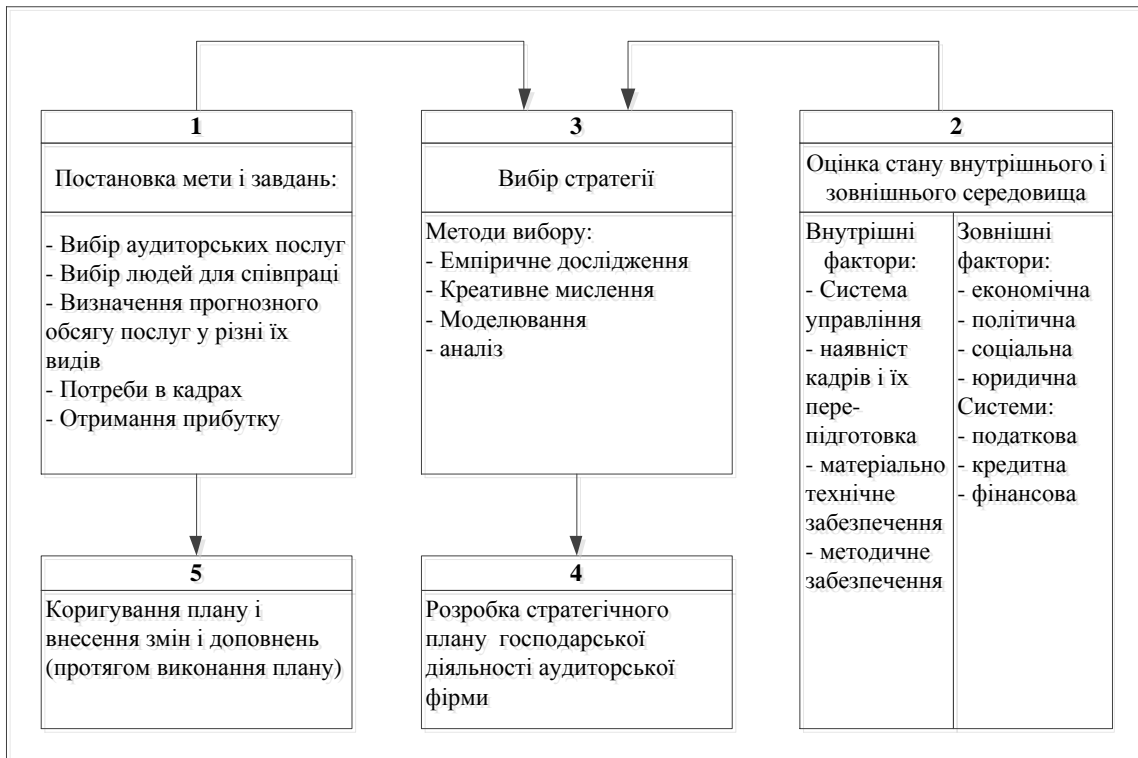 1
Постановка мети і завдань:
- Вибір аудиторських послуг
- Вибір людей для співпраці
- Визначення прогнозного
обсягу послуг у різні їх
видів
- Потреби в кадрах
- Отримання прибутку
3
Вибір стратегії
Методи вибору:
- Емпіричне дослідження
- Креативне мислення
- Моделювання
- аналіз
2
Оцінка стану внутрішнього і
зовнішнього середовища
Внутрішні
фактори:
- Система
управління
- наявніст
кадрів і їх
пере-
підготовка
- матеріально
технічне
забезпечення
- методичне
забезпечення
Зовнішні
фактори:
- економічна
- політична
- соціальна
- юридична
Системи:
- податкова
- кредитна
- фінансова
5
Коригування плану і
внесення змін і доповнень
(протягом виконання плану)
4
Розробка стратегічного
плану господарської
діяльності аудиторської
фірми